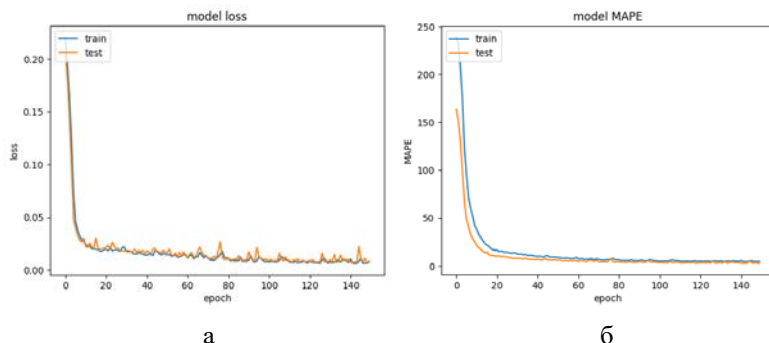 model loss
train
test
0.20
0.15
0.10
0.05
0.00
loss
0 20 40 60 80 100 120 140
epoch
а
model MAPE
train
test
250
200
150
100
50
0
MAPE
0 20 40 60 80 100 120 140
epoch
б